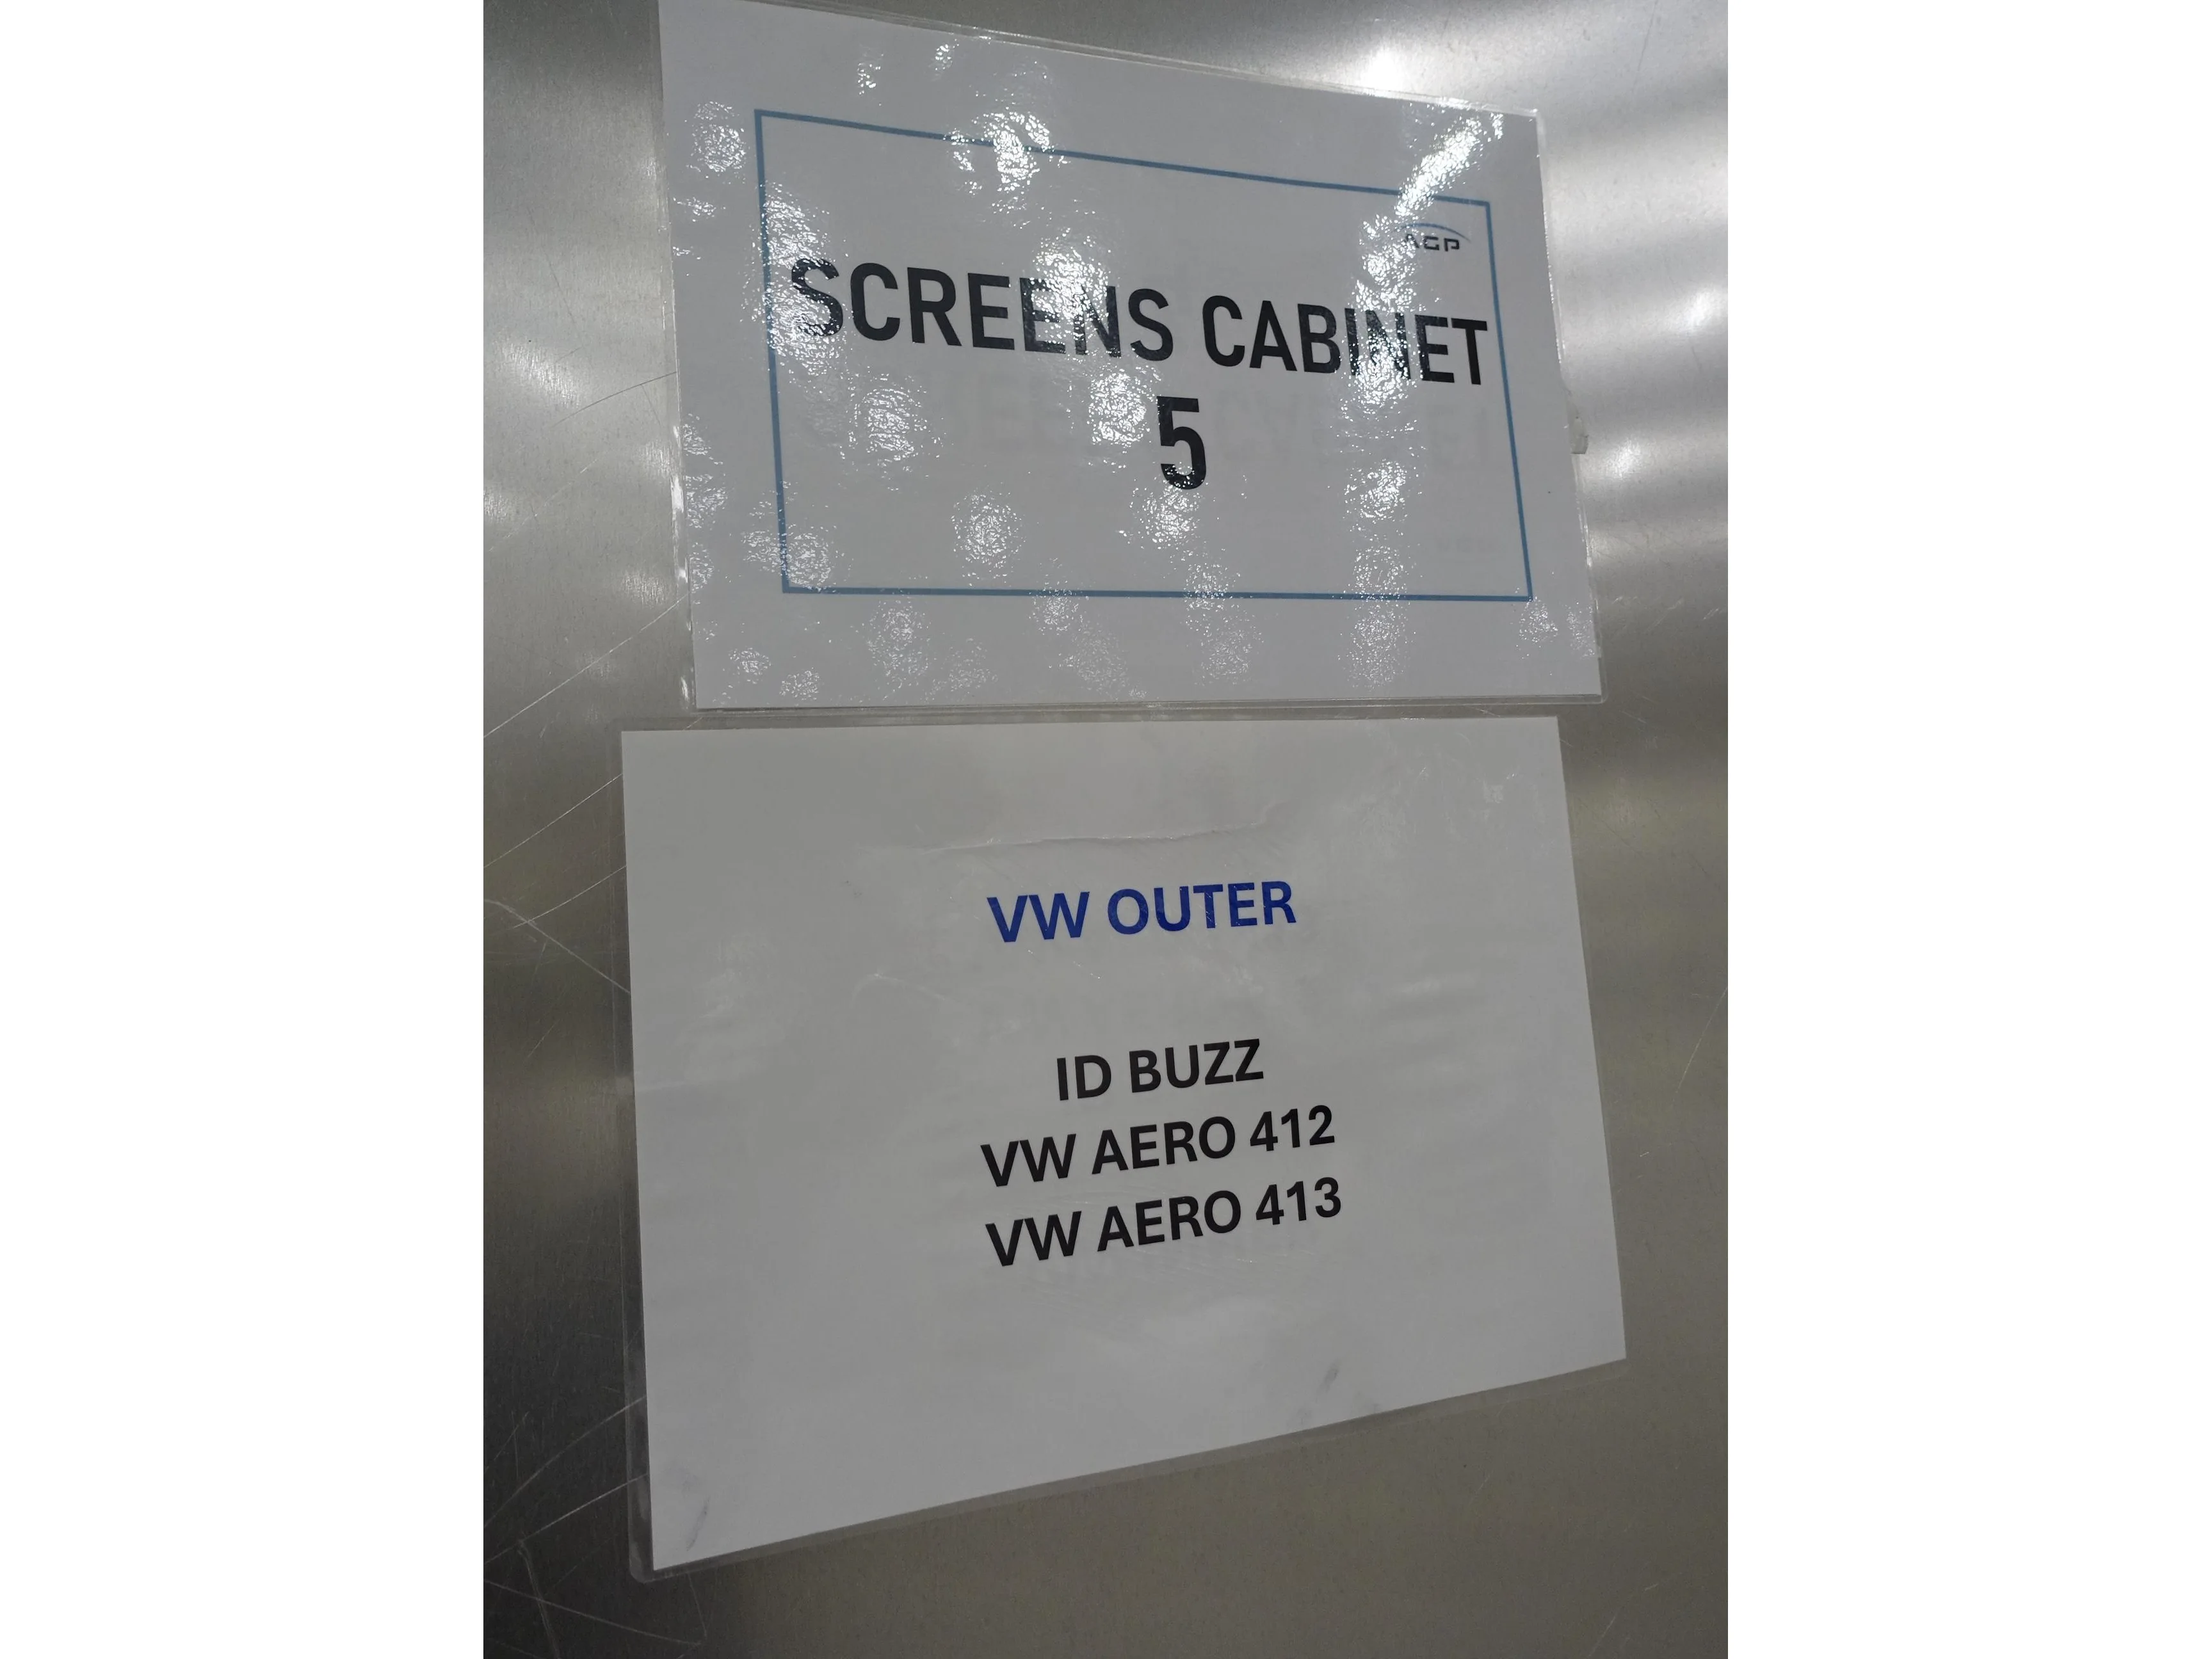 AGP
SCREENS CABINET
5
VW OUTER
ID BUZZ
VW AERO 412
VW AERO 413